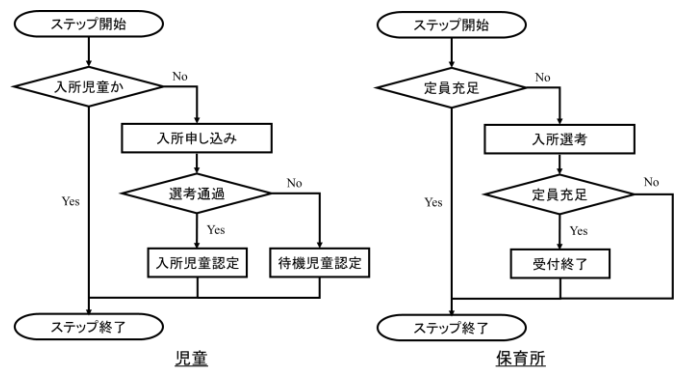 ステップ開始
入所児童か
No
入所申し込み
選考通過
No
Yes
Yes
入所児童認定
待機児童認定
ステップ終了
児童
ステップ開始
定員充足
No
入所選考
定員充足
No
Yes
Yes
受付終了
ステップ終了
保育所